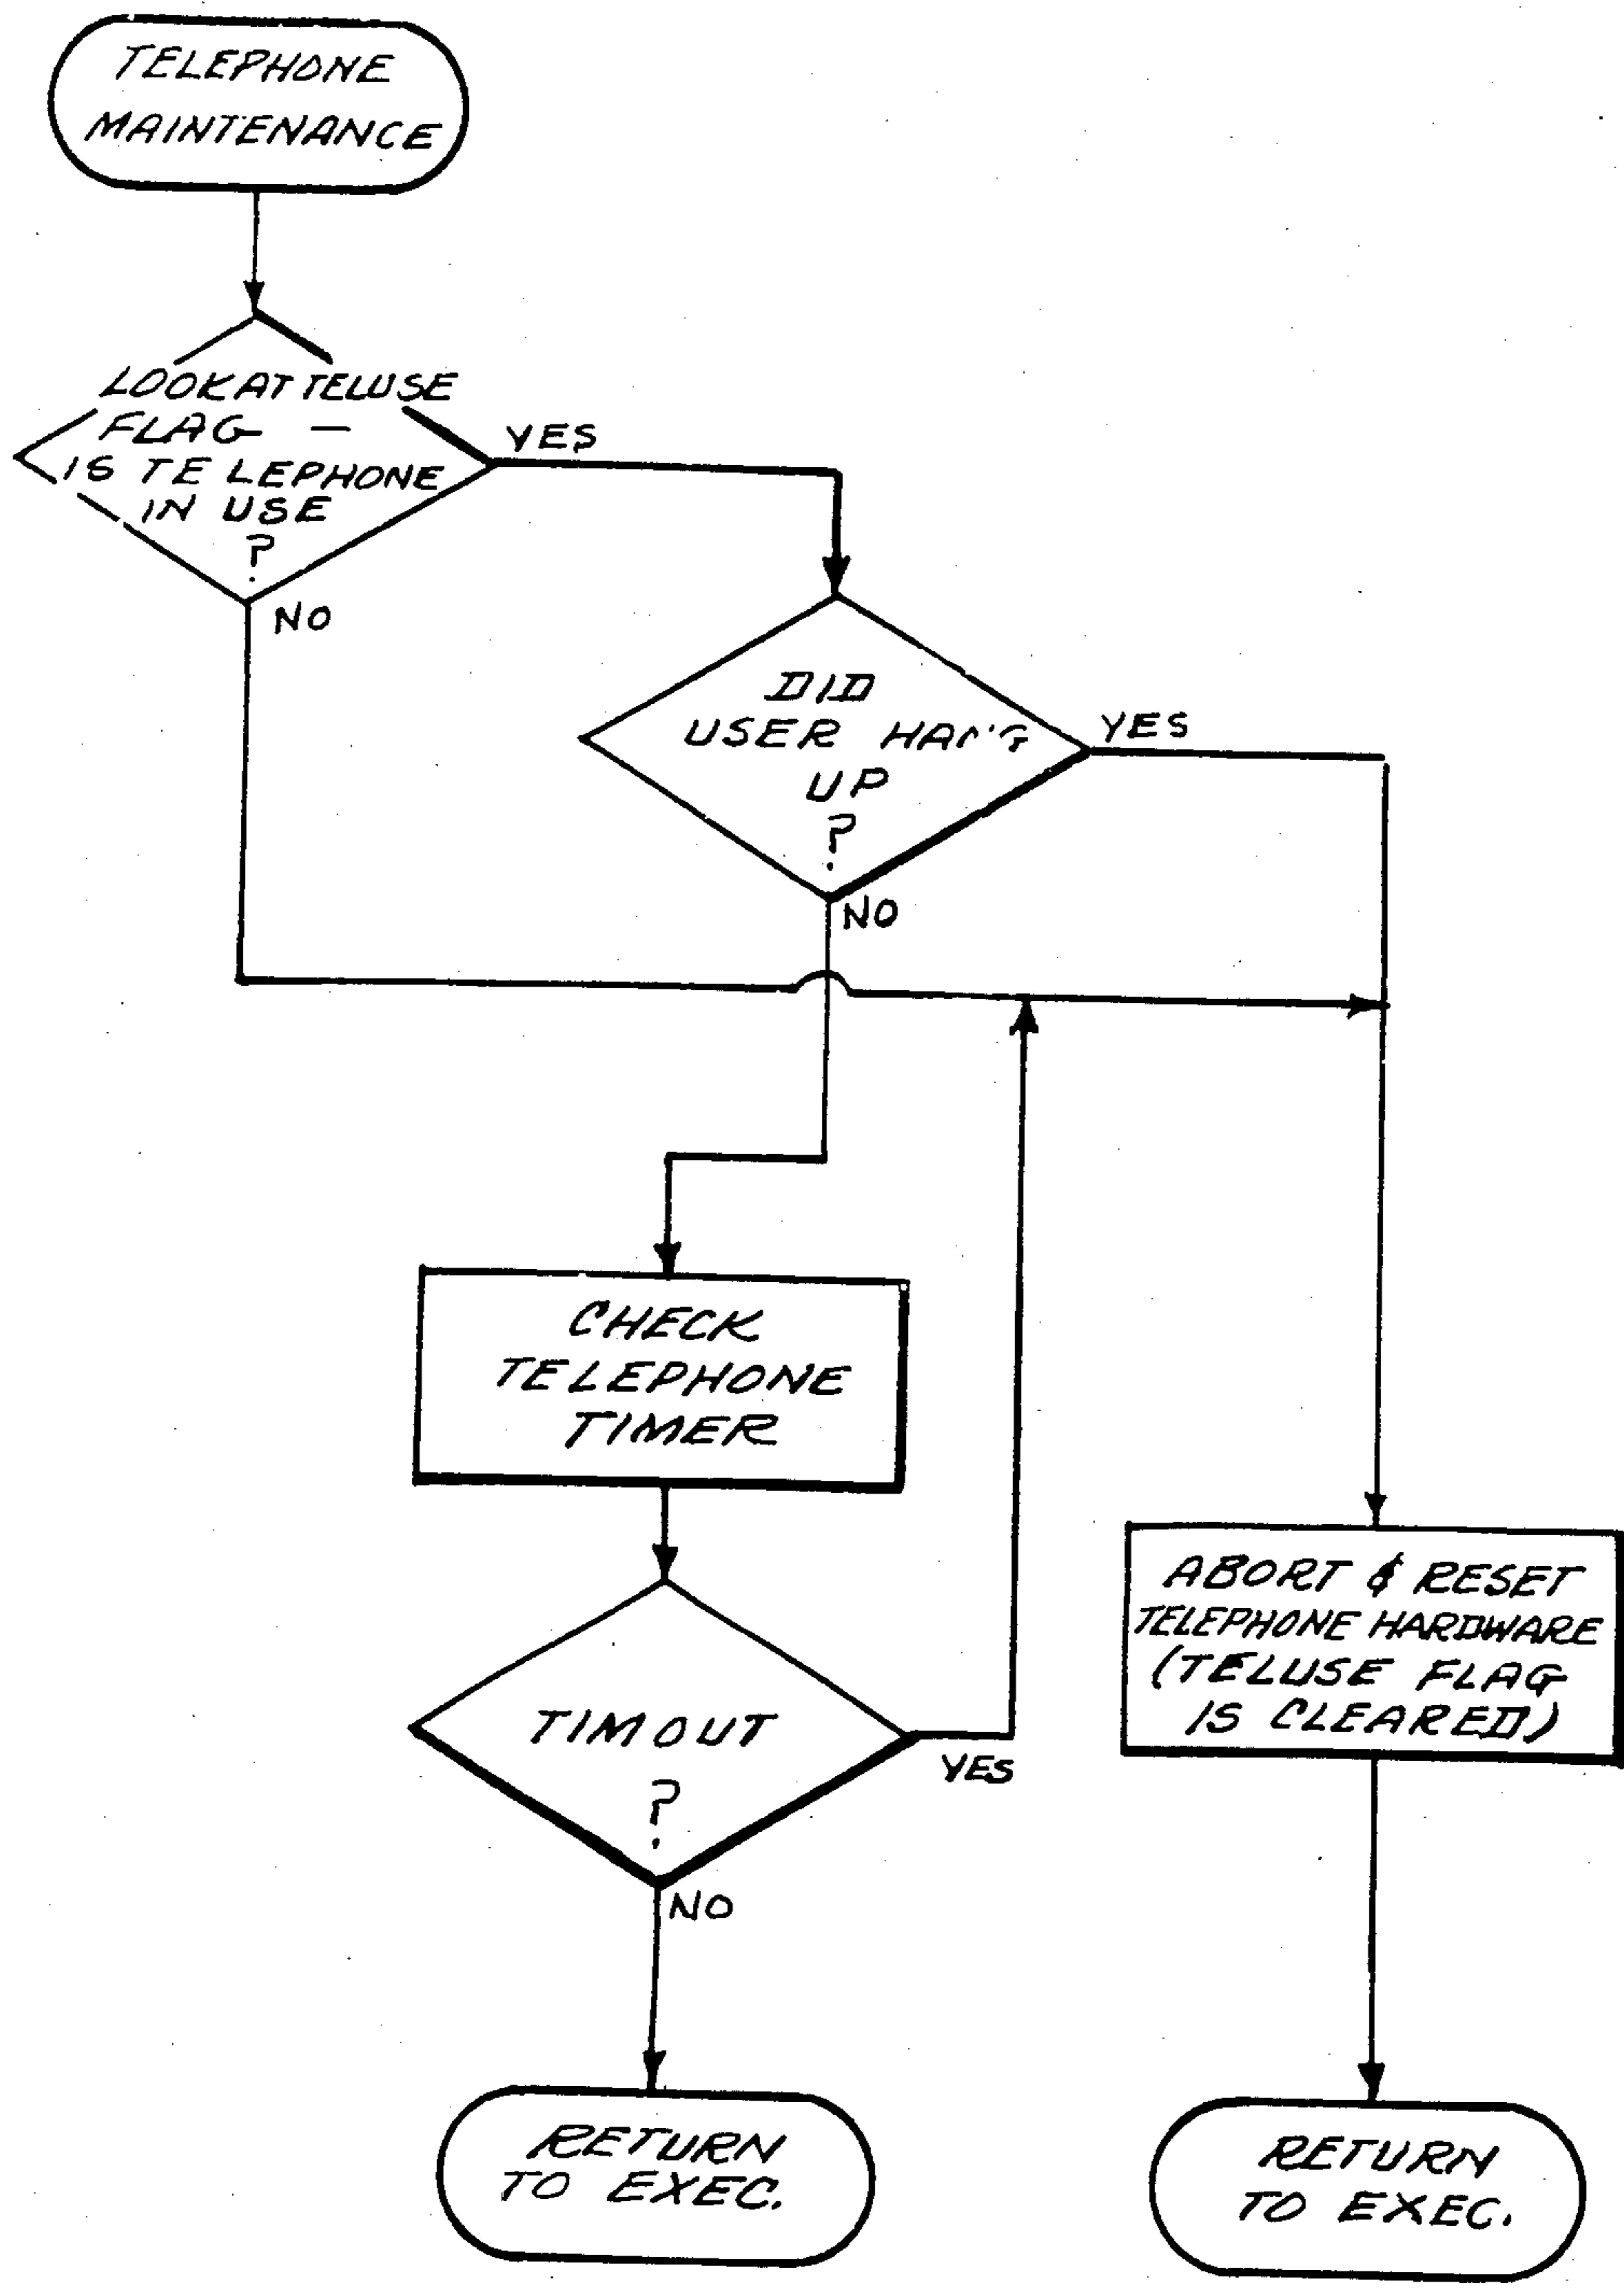 TELEPHONE
MAINTENANCE
LOOK AT TELUSE
FLAG —
IS TELEPHONE
IN USE
?
YES
NO
DID
USER HANG
UP
?
YES
NO
CHECK
TELEPHONE
TIMER
TIMOUT
?
YES
NO
ABORT & RESET
TELEPHONE HARDWARE
(TELUSE FLAG
IS CLEARED)
RETURN
TO EXEC.
RETURN
TO EXEC.